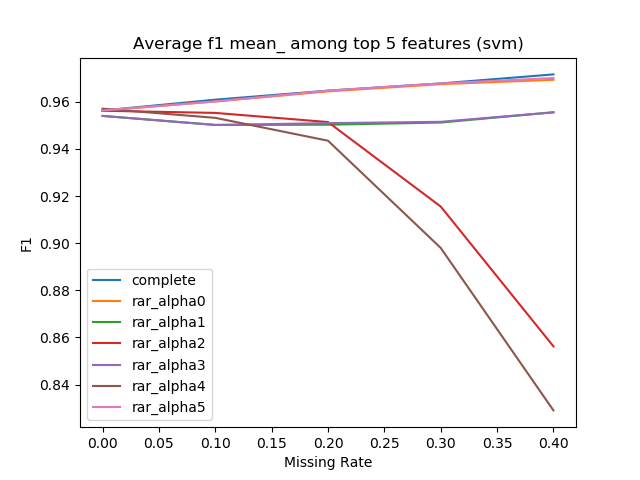 Average f1 mean_ among top 5 features (svm)
F1
0.96
0.94
0.92
0.90
0.88
0.86
0.84
complete
rar_alpha0
rar_alpha1
rar_alpha2
rar_alpha3
rar_alpha4
rar_alpha5
0.00 0.05 0.10 0.15 0.20 0.25 0.30 0.35 0.40
Missing Rate